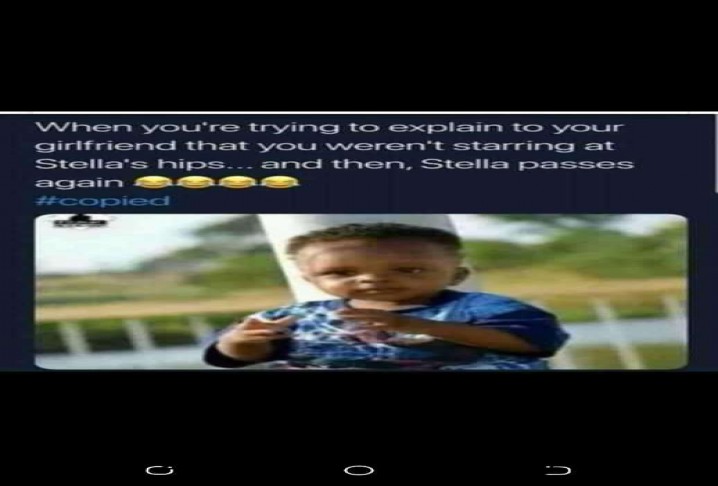 When you're trying to explain to your
girlfriend that you weren't starring at
Stella's hips... and then, Stella passes
again 😂😂😂😂
#copied